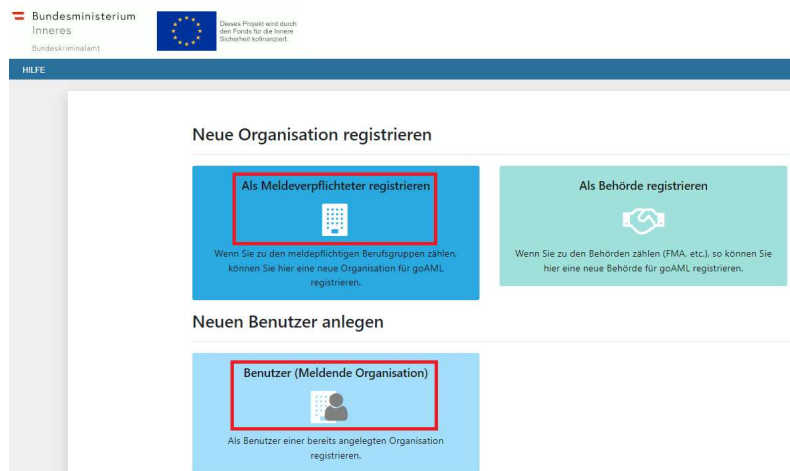 Bundesministerium
Inneres
Bundeskriminalamt
Dieses Projekt wird durch
den Fonds für die Innere
Sicherheit kofinanziert.
HILFE
Neue Organisation registrieren
Als Meldeverpflichteter registrieren
Wenn Sie zu den meldepflichtigen Berufsgruppen zählen,
können Sie hier eine neue Organisation für goAML
registrieren.
Als Behörde registrieren
Wenn Sie zu den Behörden zählen (FMA, etc.), so können Sie
hier eine neue Behörde für goAML registrieren.
Neuen Benutzer anlegen
Benutzer (Meldende Organisation)
Als Benutzer einer bereits angelegten Organisation
registrieren.